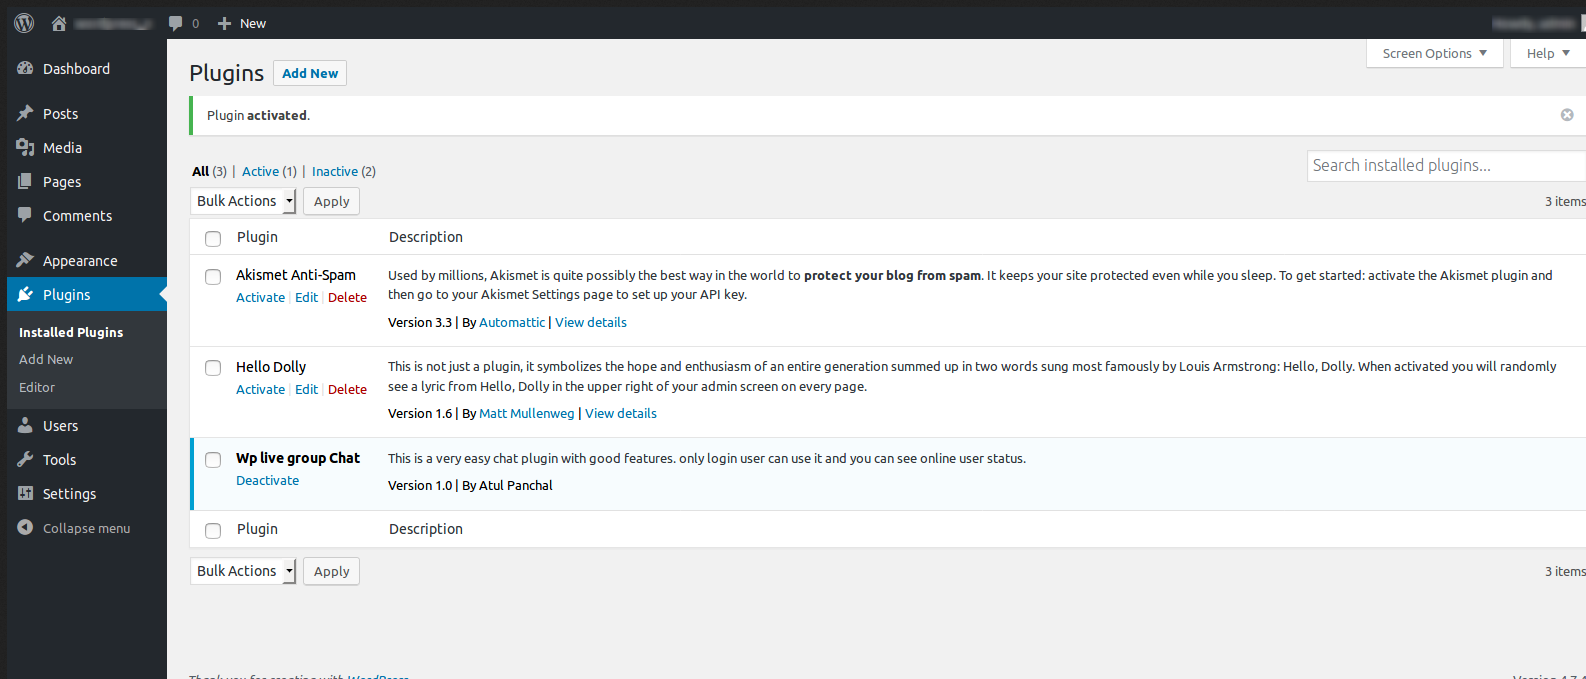 0 New
Dashboard
Posts
Media
Pages
Comments
Appearance
Plugins
Installed Plugins
Add New
Editor
Users
Tools
Settings
Collapse menu
Screen Options
Help
Plugins Add New
Plugin activated.
All (3) | Active (1) | Inactive (2)
Search installed plugins...
Bulk Actions Apply
3 items
Plugin Description
Akismet Anti-Spam
Activate | Edit | Delete
Used by millions, Akismet is quite possibly the best way in the world to protect your blog from spam. It keeps your site protected even while you sleep. To get started: activate the Akismet plugin and
then go to your Akismet Settings page to set up your API key.
Version 3.3 | By Automattic | View details
Hello Dolly
Activate | Edit | Delete
This is not just a plugin, it symbolizes the hope and enthusiasm of an entire generation summed up in two words sung most famously by Louis Armstrong: Hello, Dolly. When activated you will randomly
see a lyric from Hello, Dolly in the upper right of your admin screen on every page.
Version 1.6 | By Matt Mullenweg | View details
Wp live group Chat
Deactivate
This is a very easy chat plugin with good features. only login user can use it and you can see online user status.
Version 1.0 | By Atul Panchal
Plugin Description
Bulk Actions Apply
3 items
Thank you for creating with WordPress